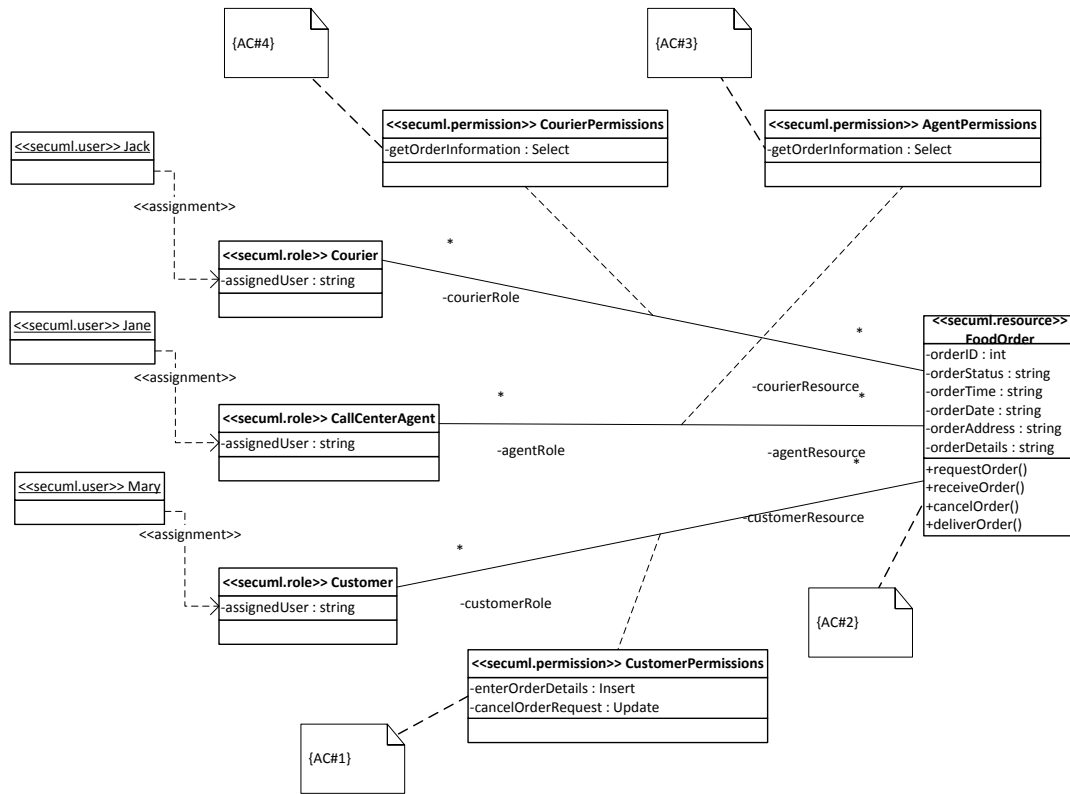 {AC#4}
{AC#3}
<<secuml.permission>> CourierPermissions
-getOrderInformation : Select
<<secuml.permission>> AgentPermissions
-getOrderInformation : Select
<<secuml.user>> Jack
<<assignment>>
<<secuml.role>> Courier
-assignedUser : string
*
-courierRole
*
-courierResource
<<secuml.user>> Jane
<<assignment>>
<<secuml.role>> CallCenterAgent
-assignedUser : string
*
-agentRole
*
-agentResource
<<secuml.resource>>
FoodOrder
-orderID : int
-orderStatus : string
-orderTime : string
-orderDate : string
-orderAddress : string
-orderDetails : string
+requestOrder()
+receiveOrder()
+cancelOrder()
+deliverOrder()
<<secuml.user>> Mary
<<assignment>>
<<secuml.role>> Customer
-assignedUser : string
*
-customerRole
*
-customerResource
{AC#2}
<<secuml.permission>> CustomerPermissions
-enterOrderDetails : Insert
-cancelOrderRequest : Update
{AC#1}